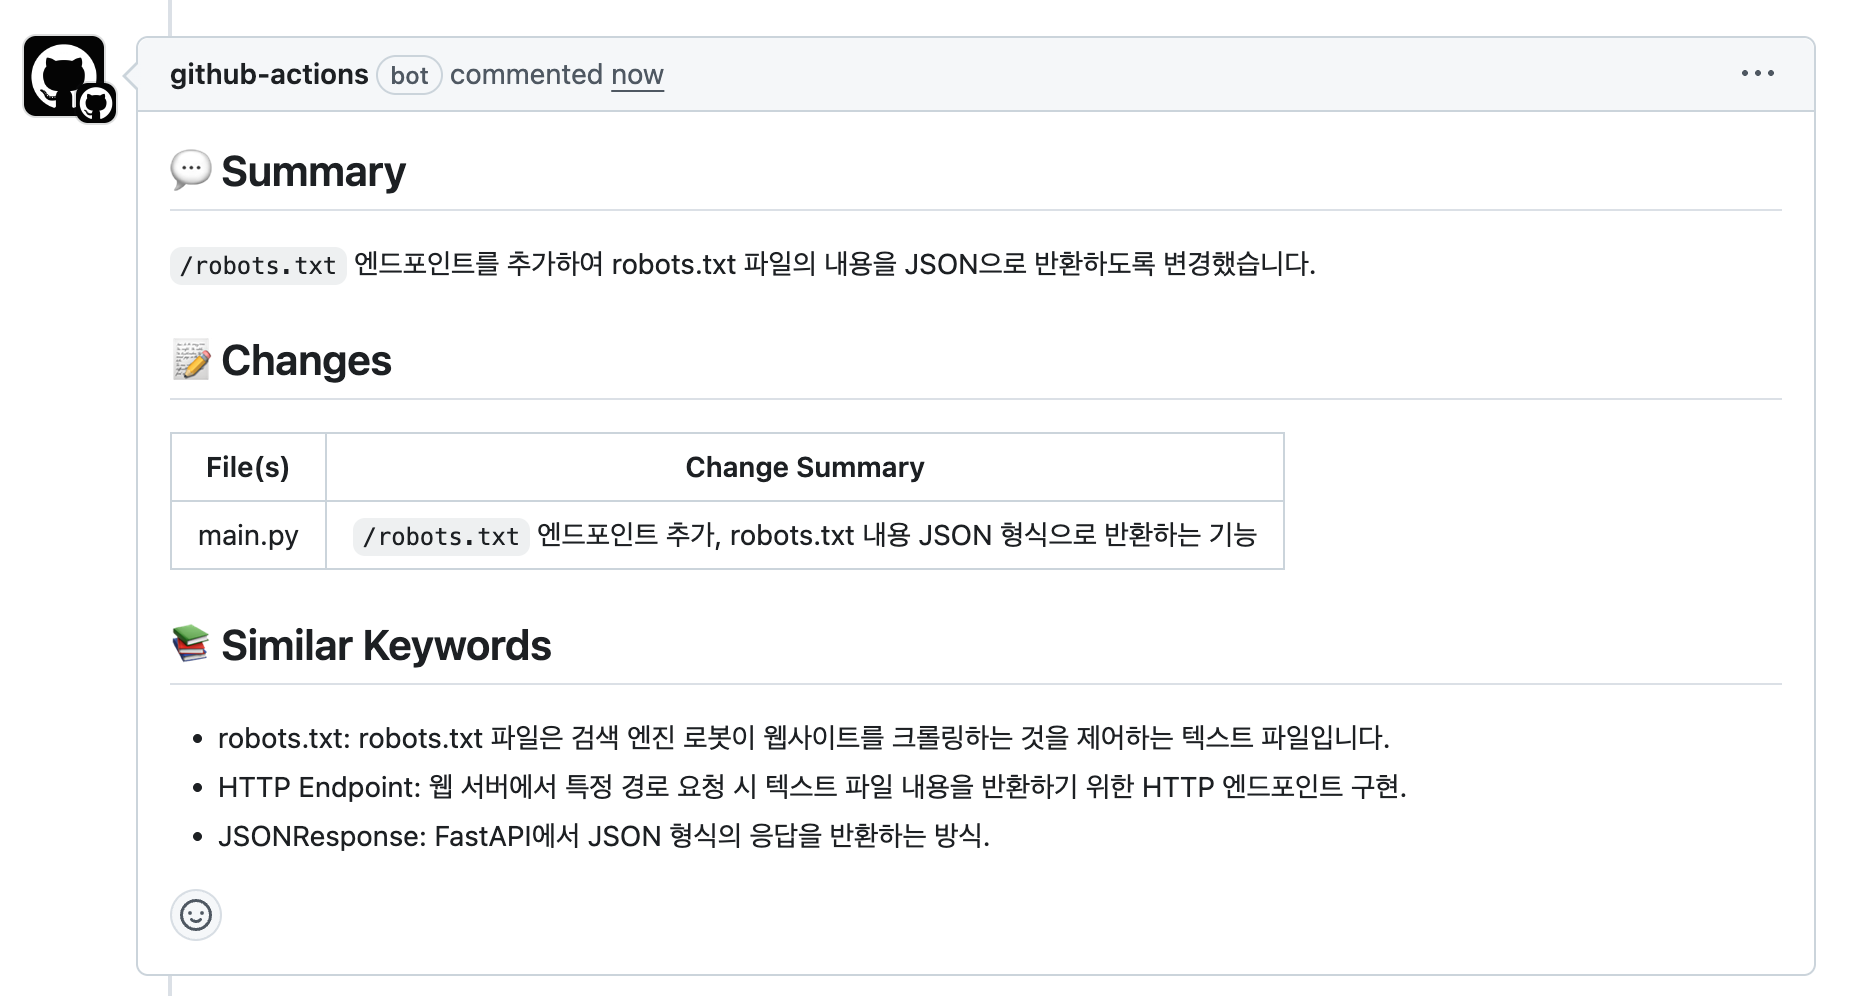 github-actions bot commented now
Summary
/robots.txt 엔드포인트를 추가하여 robots.txt 파일의 내용을 JSON으로 반환하도록 변경했습니다.
Changes
File(s) Change Summary
main.py /robots.txt 엔드포인트 추가, robots.txt 내용 JSON 형식으로 반환하는 기능
Similar Keywords
• robots.txt: robots.txt 파일은 검색 엔진 로봇이 웹사이트를 크롤링하는 것을 제어하는 텍스트 파일입니다.
• HTTP Endpoint: 웹 서버에서 특정 경로 요청 시 텍스트 파일 내용을 반환하기 위한 HTTP 엔드포인트 구현.
• JSONResponse: FastAPI에서 JSON 형식의 응답을 반환하는 방식.